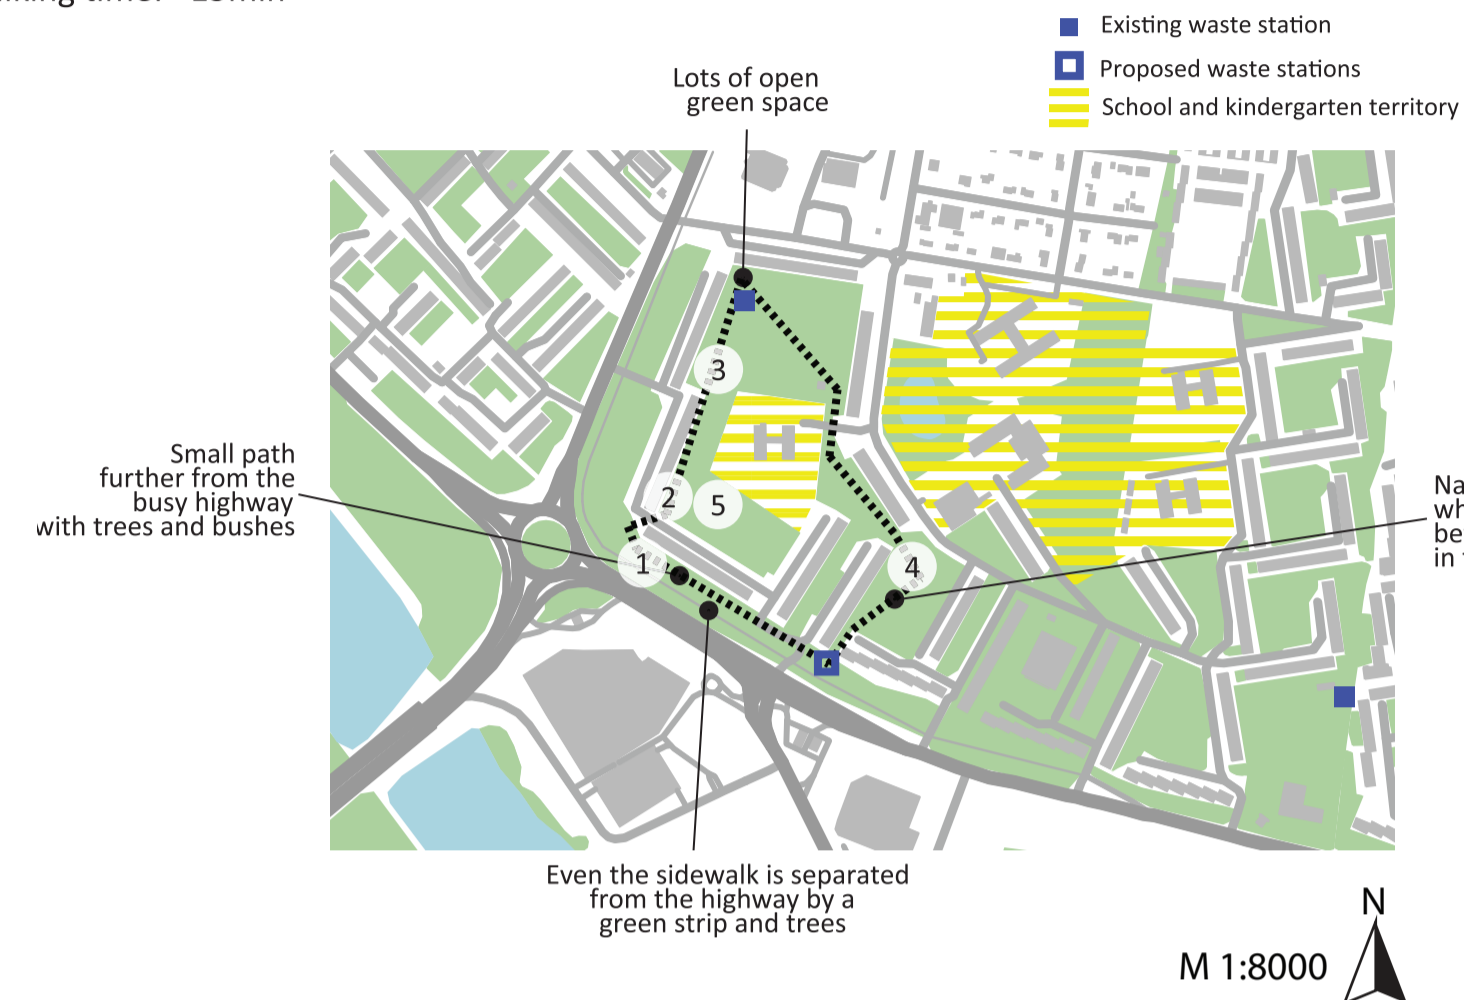 Existing waste station
Proposed waste stations
School and kindergarten territory
Lots of open
green space
3
2
5
1
4
Small path
further from the
busy highway
with trees and bushes
Even the sidewalk is separated
from the highway by a
green strip and trees
N
M 1:8000